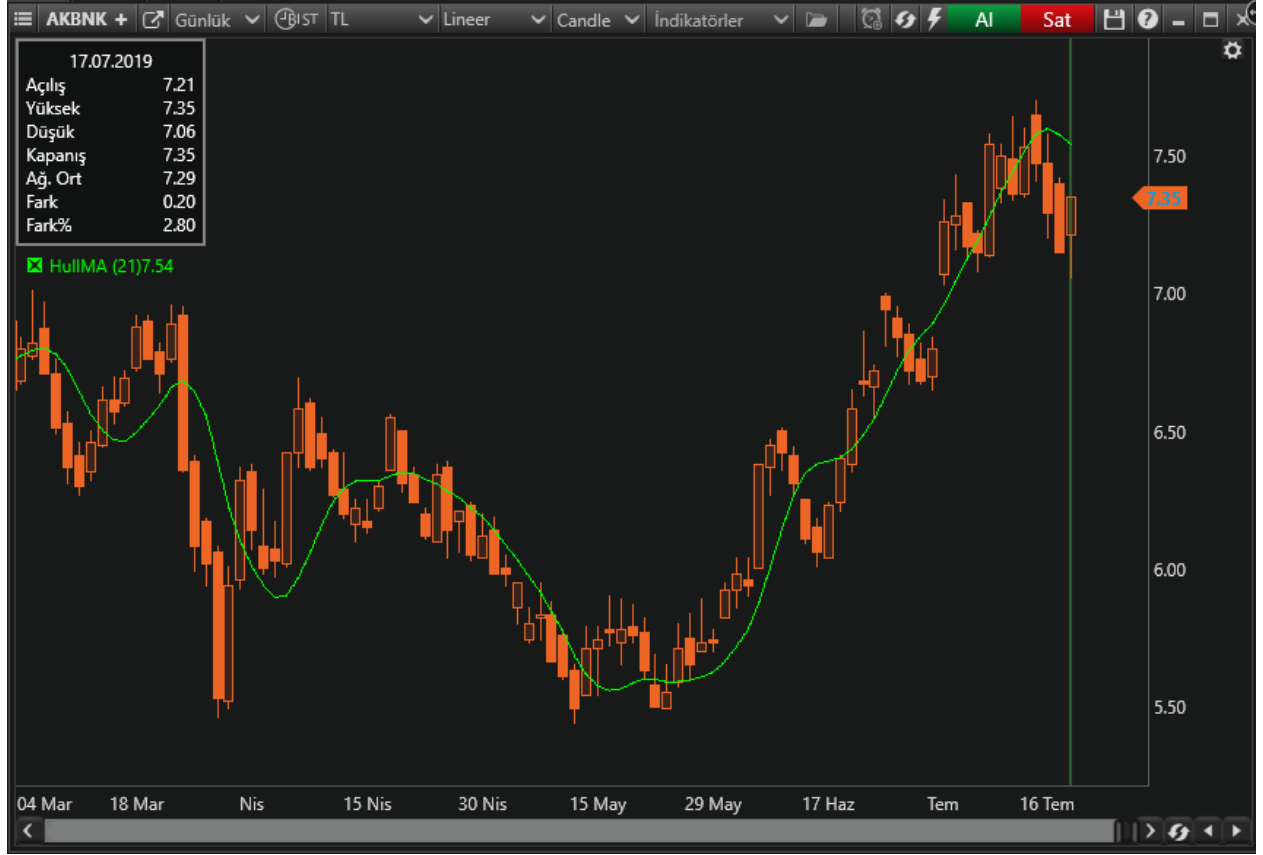 AKBNK + Günlük BIST TL Lineer Candle İndikatörler Al Sat
17.07.2019
Açılış 7.21
Yüksek 7.35
Düşük 7.06
Kapanış 7.35
Ağ. Ort 7.29
Fark 0.20
Fark% 2.80
HullMA (21)7.54
7.50
7.35
7.00
6.50
6.00
5.50
04 Mar 18 Mar Nis 15 Nis 30 Nis 15 May 29 May 17 Haz Tem 16 Tem